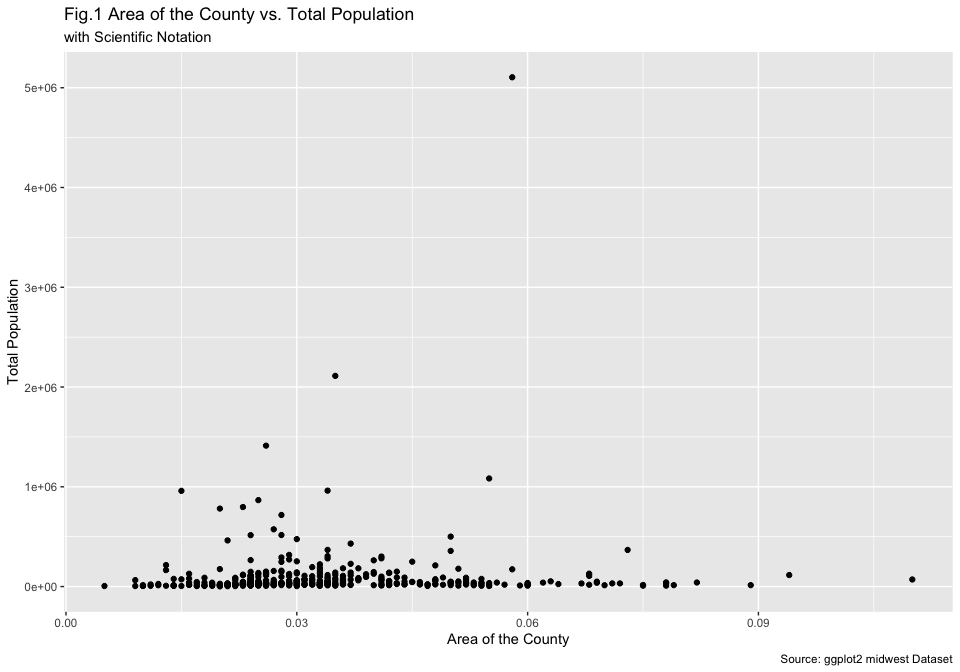 Fig.1 Area of the County vs. Total Population
with Scientific Notation
Total Population
5e+06
4e+06
3e+06
2e+06
1e+06
0e+00
0.00 0.03 0.06 0.09
Area of the County
Source: ggplot2 midwest Dataset